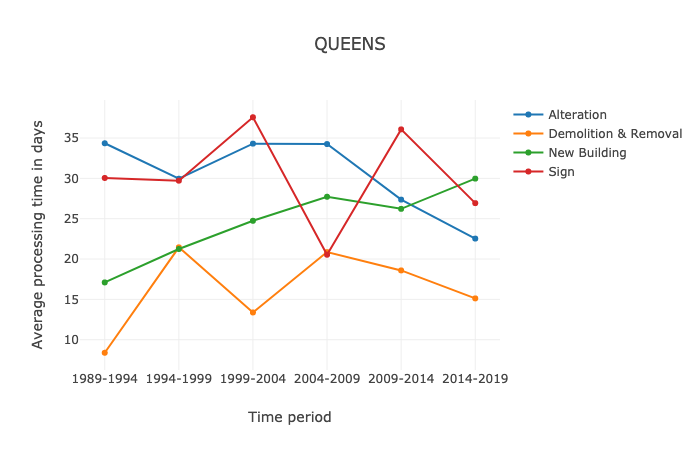 QUEENS
Average processing time in days
35
30
25
20
15
10
1989-1994 1994-1999 1999-2004 2004-2009 2009-2014 2014-2019
Time period
Alteration
Demolition & Removal
New Building
Sign